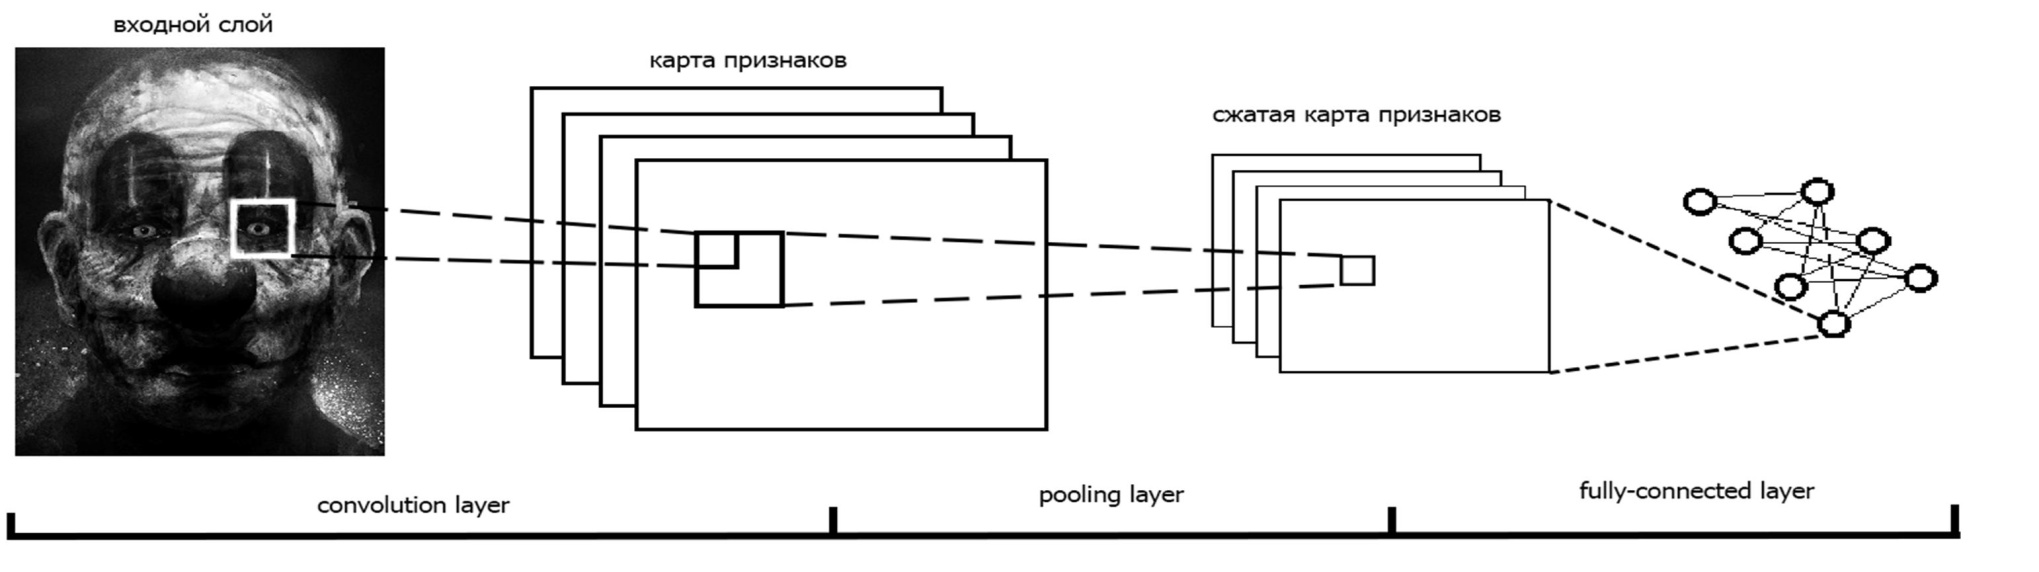 входной слой
карта признаков
сжатая карта признаков
convolution layer
pooling layer
fully-connected layer